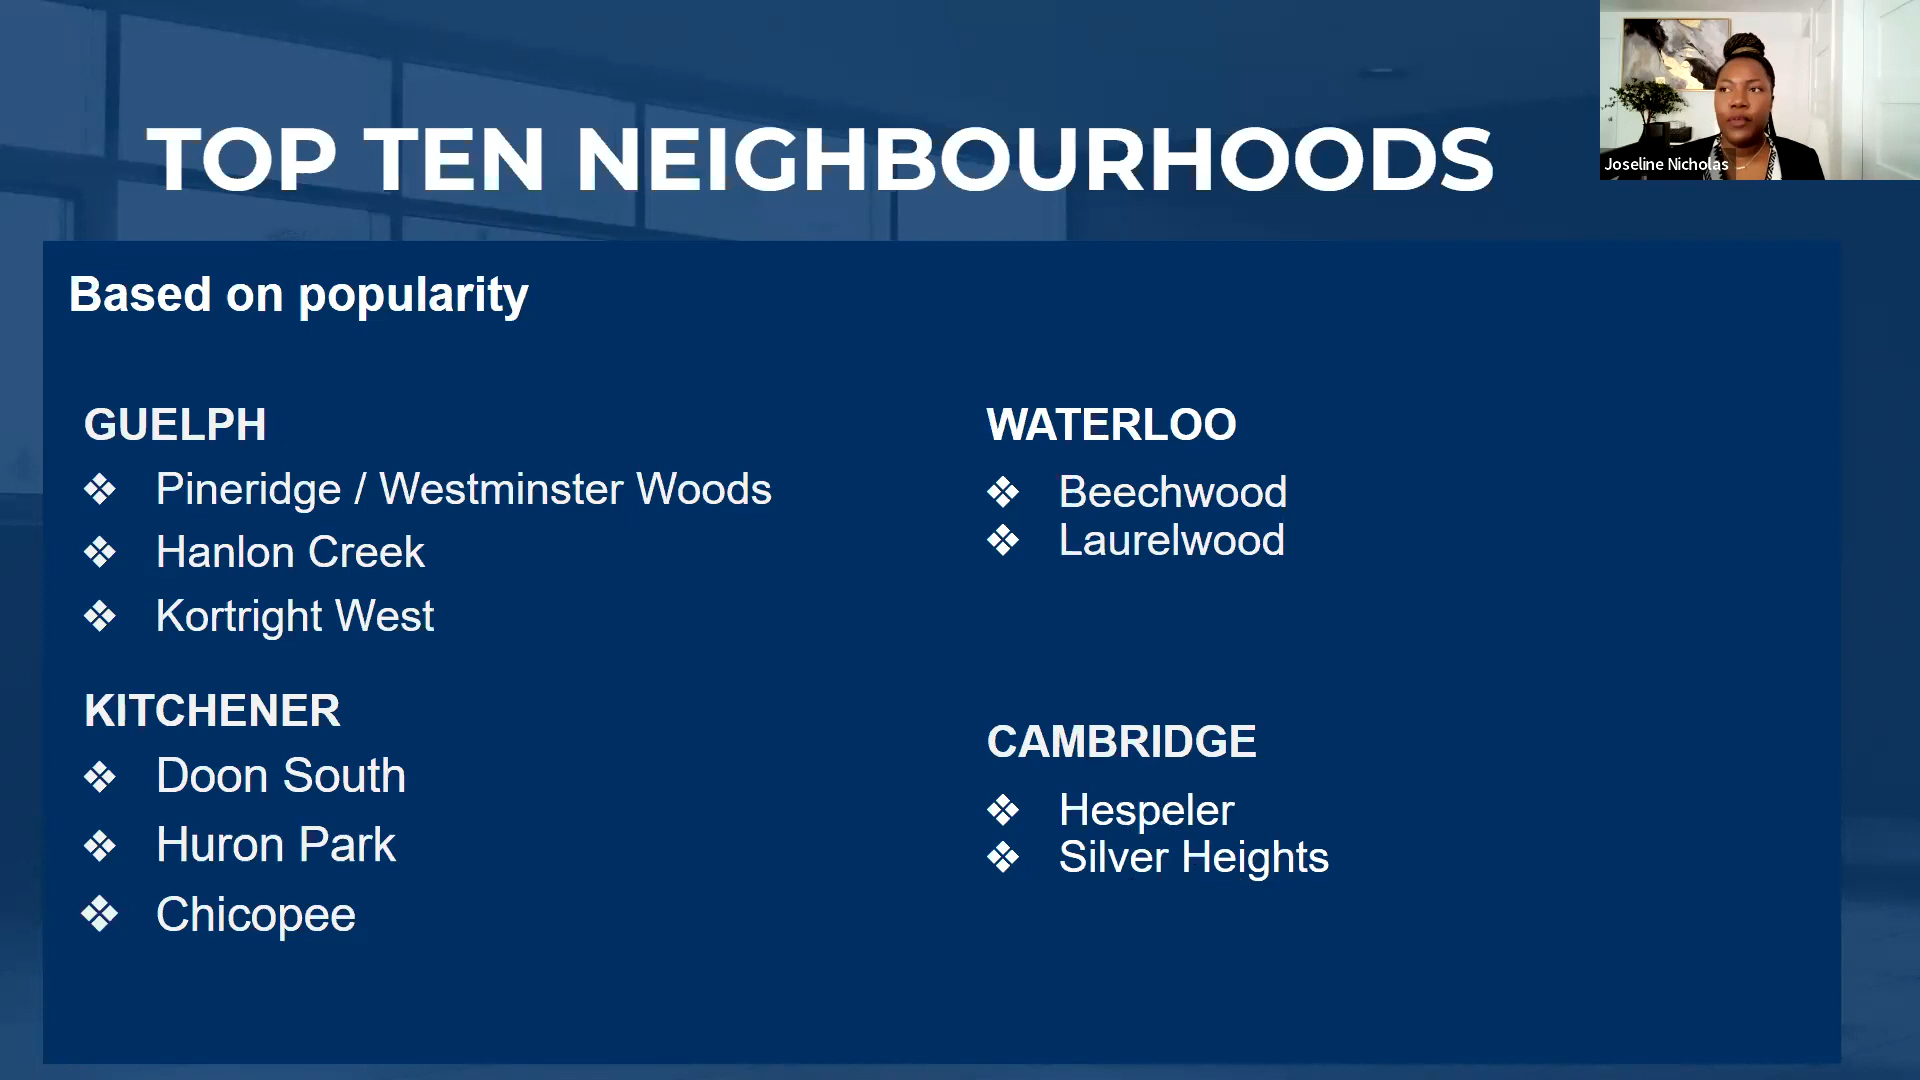 TOP TEN NEIGHBOURHOODS
Joseline Nicholas
Based on popularity
GUELPH
❖ Pineridge / Westminster Woods
❖ Hanlon Creek
❖ Kortright West
KITCHENER
❖ Doon South
❖ Huron Park
❖ Chicopee
WATERLOO
❖ Beechwood
❖ Laurelwood
CAMBRIDGE
❖ Hespeler
❖ Silver Heights